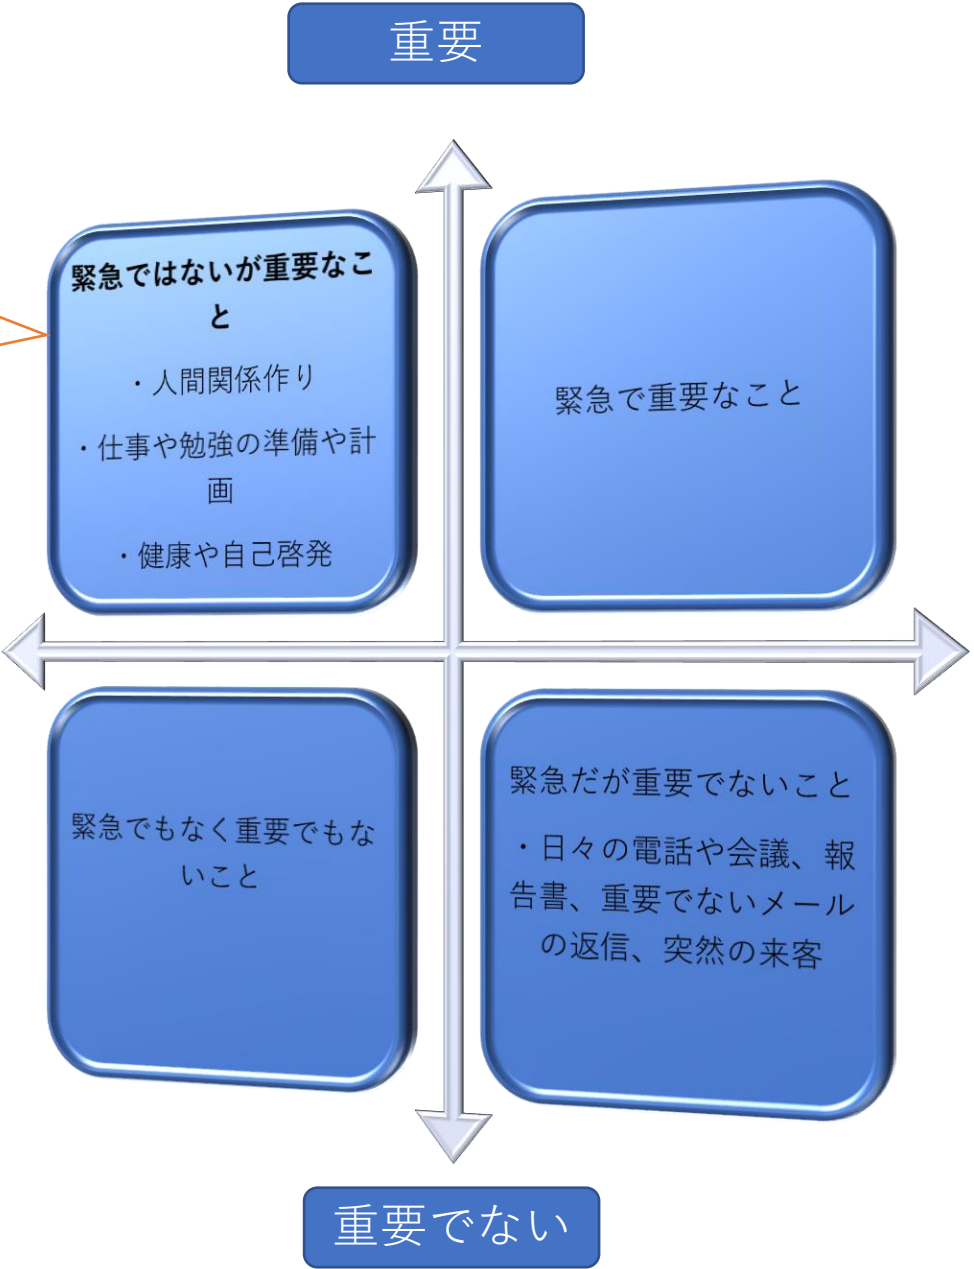 重要
緊急ではないが重要なこ
と
・人間関係作り
・仕事や勉強の準備や計
画
・健康や自己啓発
緊急で重要なこと
緊急でもなく重要でもな
いこと
緊急だが重要でないこと
・日々の電話や会議、報
告書、重要でないメール
の返信、突然の来客
重要でない